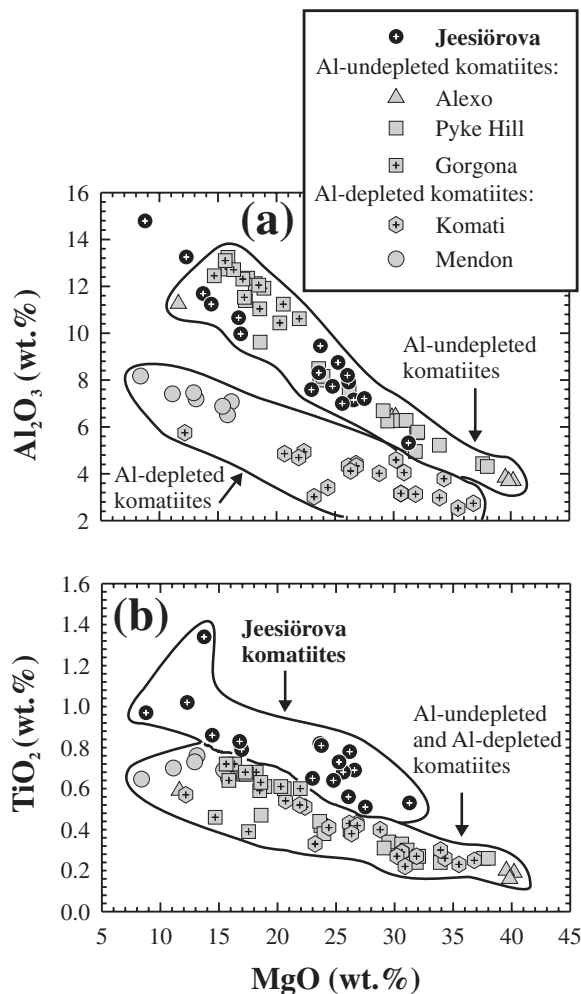 Jeesiörova
Al-undepleted komatiites:
Alexo
Pyke Hill
Gorgona
Al-depleted komatiites:
Komati
Mendon
(a)
16
14
12
10
8
6
4
2
Al₂O₃ (wt.%)
Al-undepleted
komatiites
Al-depleted
komatiites
(b)
1.6
1.4
1.2
1.0
0.8
0.6
0.4
0.2
0.0
TiO₂ (wt.%)
Jeesiörova
komatiites
Al-undepleted
and Al-depleted
komatiites
5 10 15 20 25 30 35 40 45
MgO (wt.%)